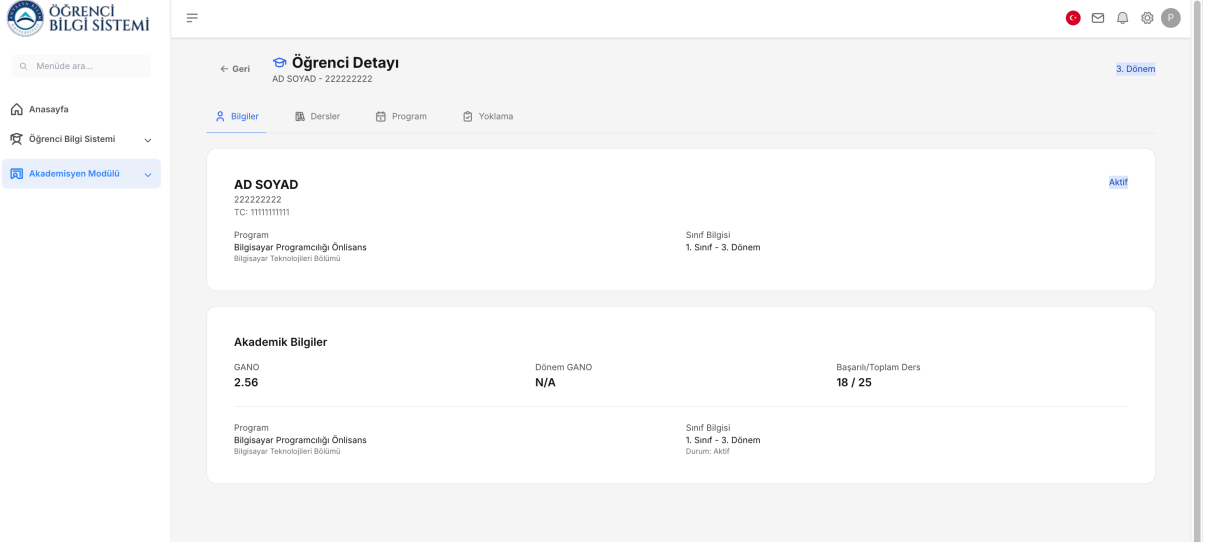 ÖĞRENCİ
BİLGİ SİSTEMİ
Menüde ara...
Anasayfa
Öğrenci Bilgi Sistemi
Akademisyen Modülü
P
← Geri
Öğrenci Detayı
AD SOYAD - 222222222
3. Dönem
Bilgiler
Dersler
Program
Yoklama
AD SOYAD
Aktif
222222222
TC: 11111111111
Program
Sınıf Bilgisi
Bilgisayar Programcılığı Önlisans
1. Sınıf - 3. Dönem
Bilgisayar Teknolojileri Bölümü
Akademik Bilgiler
GANO
Dönem GANO
Başarılı/Toplam Ders
2.56
N/A
18 / 25
Program
Sınıf Bilgisi
Bilgisayar Programcılığı Önlisans
1. Sınıf - 3. Dönem
Bilgisayar Teknolojileri Bölümü
Durum: Aktif